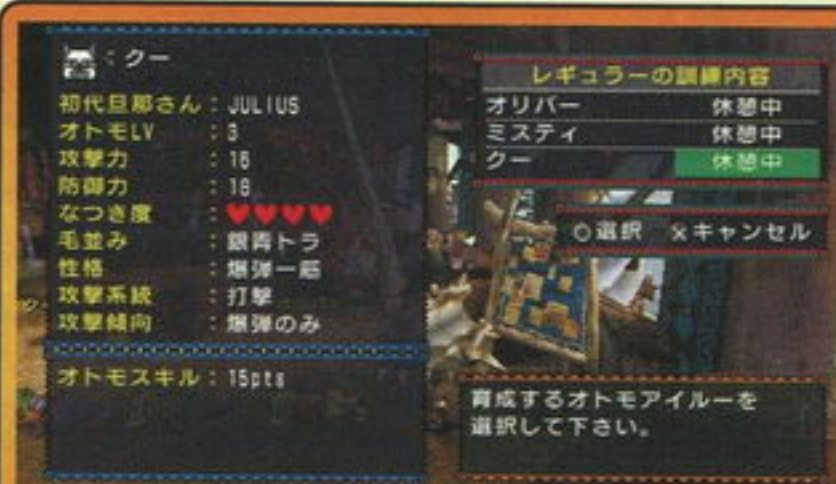 ：クー
初代旦那さん：JULIUS
オトモLV：3
攻撃力：16
防御力：18
なつき度：♥♥♥♥
毛並み：銀青トラ
性格：爆弾一筋
攻撃系統：打撃
攻撃傾向：爆弾のみ
オトモスキル：15pts
レギュラーの訓練内容
オリバー 休憩中
ミスティ 休憩中
クー 休憩中
○選択 ×キャンセル
育成するオトモアイルーを
選択して下さい。